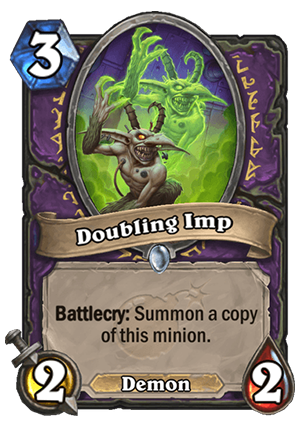 3
Doubling Imp
Battlecry: Summon a copy
of this minion.
2
Demon
2